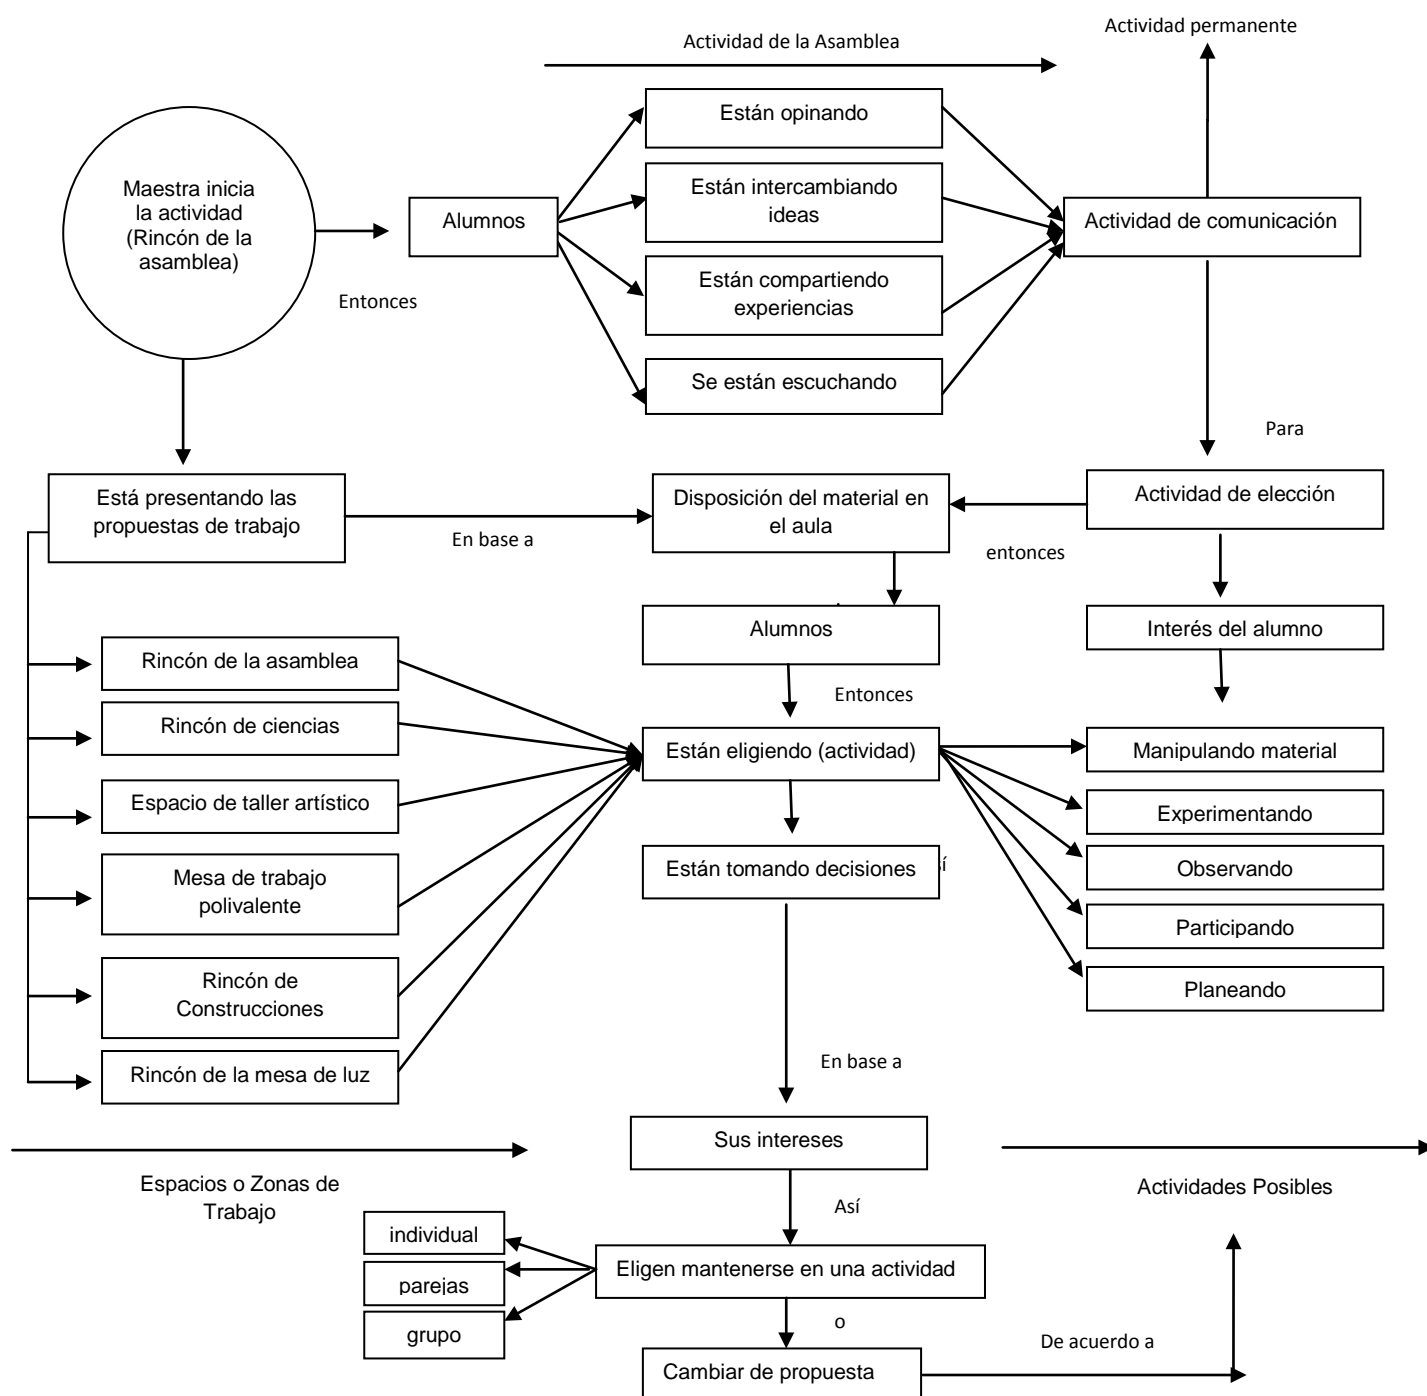 Actividad de la Asamblea
Actividad permanente
Están opinando
Maestra inicia
la actividad
(Rincón de la
asamblea)
Alumnos
Están intercambiando
ideas
Actividad de comunicación
Entonces
Están compartiendo
experiencias
Se están escuchando
Para
Está presentando las
propuestas de trabajo
En base a
Disposición del material en
el aula
entonces
Actividad de elección
Alumnos
Interés del alumno
Rincón de la asamblea
Entonces
Rincón de ciencias
Están eligiendo (actividad)
Manipulando material
Espacio de taller artístico
Experimentando
Mesa de trabajo
polivalente
Están tomando decisiones
Observando
Participando
Rincón de
Construcciones
Planeando
Rincón de la mesa de luz
En base a
Sus intereses
Espacios o Zonas de
Trabajo
Actividades Posibles
Así
individual
parejas
grupo
Eligen mantenerse en una actividad
o
De acuerdo a
Cambiar de propuesta